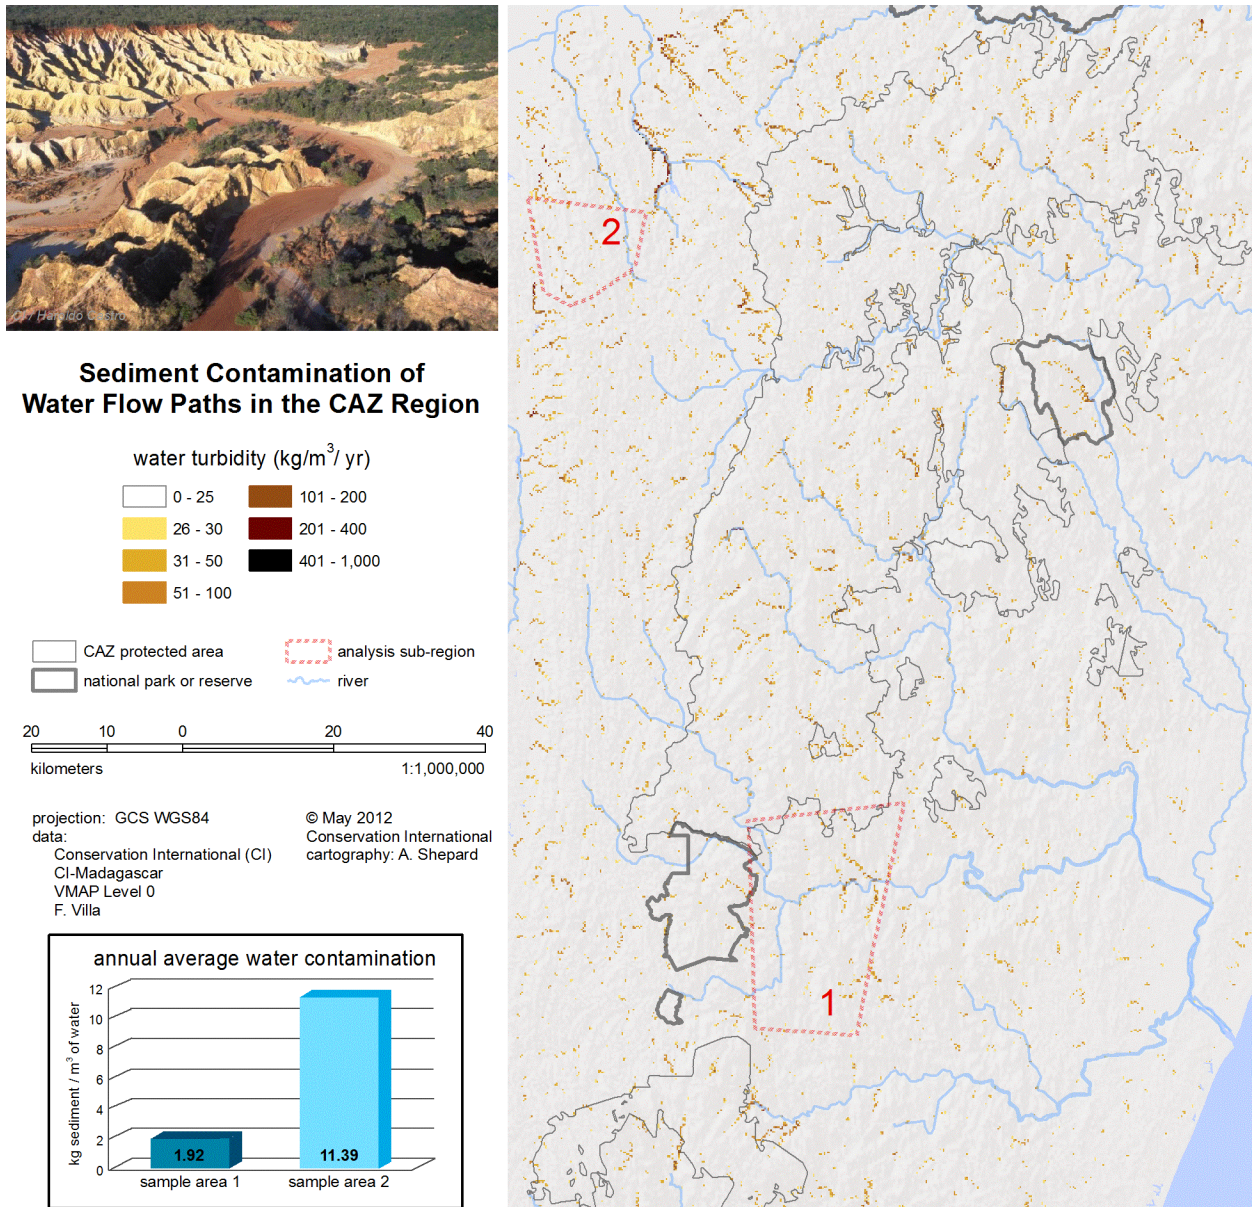 CI / Haroldo Castro
Sediment Contamination of
Water Flow Paths in the CAZ Region
water turbidity (kg/m³/ yr)
0 - 25
101 - 200
26 - 30
201 - 400
31 - 50
401 - 1,000
51 - 100
CAZ protected area
analysis sub-region
national park or reserve
river
20 10 0 20 40
kilometers
1:1,000,000
projection: GCS WGS84
data:
Conservation International (CI)
CI-Madagascar
VMAP Level 0
F. Villa
© May 2012
Conservation International
cartography: A. Shepard
annual average water contamination
kg sediment / m³ of water
12
10
8
6
4
2
0
1.92
11.39
sample area 1
sample area 2
2
1